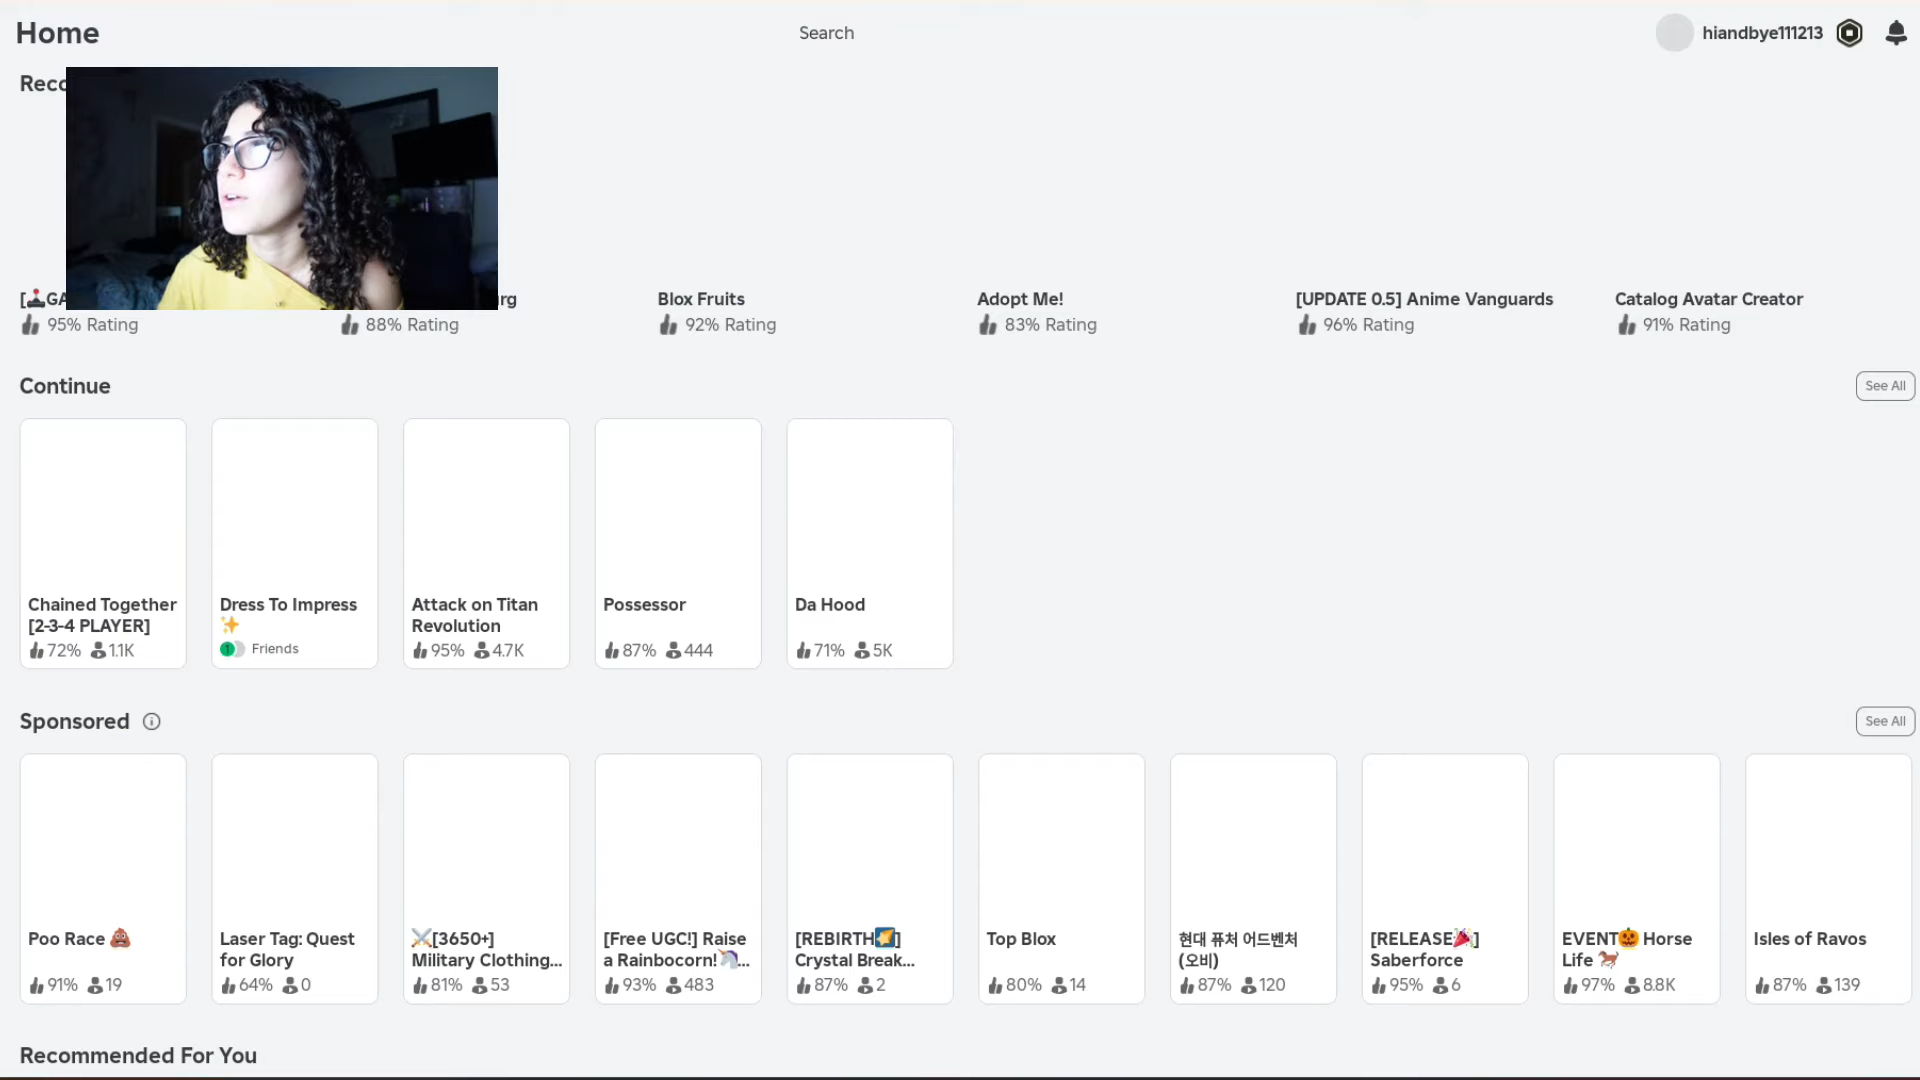 Home
Search
hiandbye111213
Blox Fruits
Adopt Me!
[UPDATE 0.5] Anime Vanguards
Catalog Avatar Creator
95% Rating
88% Rating
92% Rating
83% Rating
96% Rating
91% Rating
Continue
See All
Chained Together
[2-3-4 PLAYER]
72% 1.1K
Dress To Impress
✨
1 Friends
Attack on Titan
Revolution
95% 4.7K
Possessor
87% 444
Da Hood
71% 5K
Sponsored
See All
Poo Race 💩
91% 19
Laser Tag: Quest
for Glory
64% 0
⚔️[3650+]
Military Clothing...
81% 53
[Free UGC!] Raise
a Rainbocorn!🦄...
93% 483
[REBIRTH🌠]
Crystal Break...
87% 2
Top Blox
80% 14
현대 퓨처 어드벤처
(오비)
87% 120
[RELEASE🎉]
Saberforce
95% 6
EVENT🎃 Horse
Life 🐎
97% 8.8K
Isles of Ravos
87% 139
Recommended For You